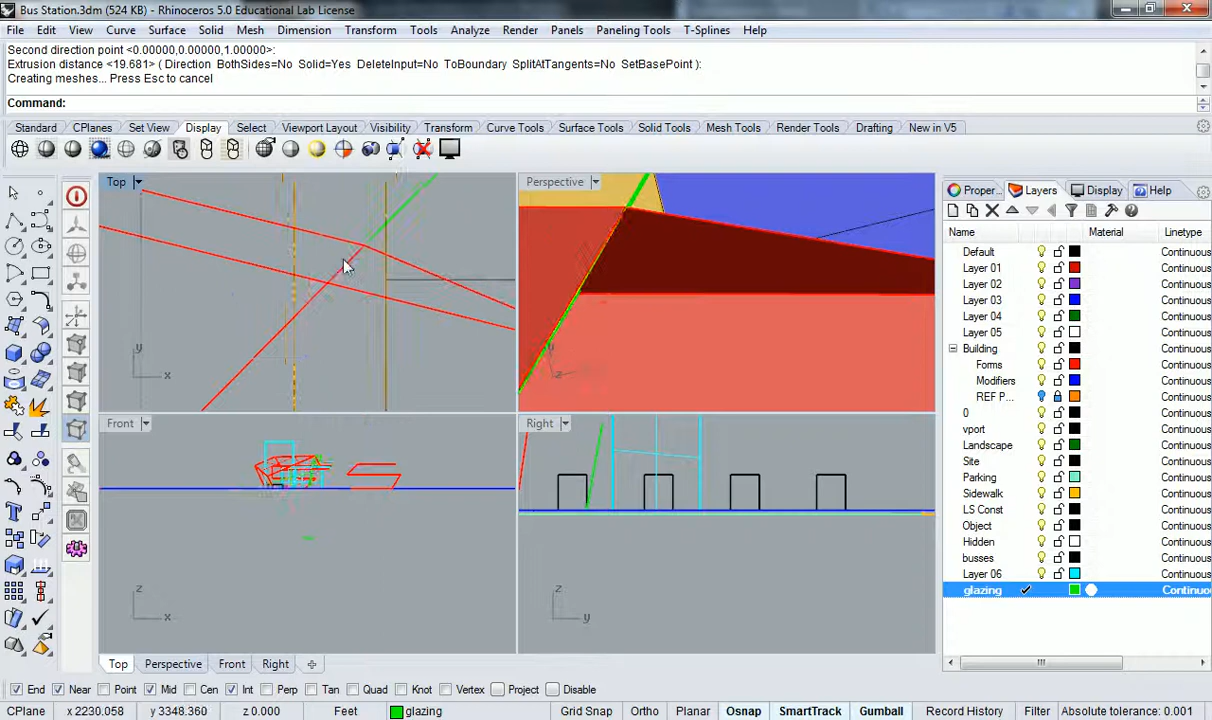 Bus Station.3dm (524 KB) - Rhinoceros 5.0 Educational Lab License
File Edit View Curve Surface Solid Mesh Dimension Transform Tools Analyze Render Panels Paneling Tools T-Splines Help
Second direction point <0.00000,0.00000,1.00000>:
Extrusion distance <19.681> ( Direction BothSides=No Solid=Yes DeleteInput=No ToBoundary SplitAtTangents=No SetBasePoint ):
Creating meshes... Press Esc to cancel
Command:
Standard CPlanes Set View Display Select Viewport Layout Visibility Transform Curve Tools Surface Tools Solid Tools Mesh Tools Render Tools Drafting New in V5
Top
Perspective
Front
Right
y
x
y
z
z
x
z
y
Proper... Layers Display Help
Name Material Linetype
Default Continuous
Layer 01 Continuous
Layer 02 Continuous
Layer 03 Continuous
Layer 04 Continuous
Layer 05 Continuous
Building Continuous
Forms Continuous
Modifiers Continuous
REF P... Continuous
0 Continuous
vport Continuous
Landscape Continuous
Site Continuous
Parking Continuous
Sidewalk Continuous
LS Const Continuous
Object Continuous
Hidden Continuous
busses Continuous
Layer 06 Continuous
glazing Continuo
Top Perspective Front Right
End Near Point Mid Cen Int Perp Tan Quad Knot Vertex Project Disable
CPlane x 2230.058 y 3348.360 z 0.000 Feet glazing Grid Snap Ortho Planar Osnap SmartTrack Gumball Record History Filter Absolute tolerance: 0.001